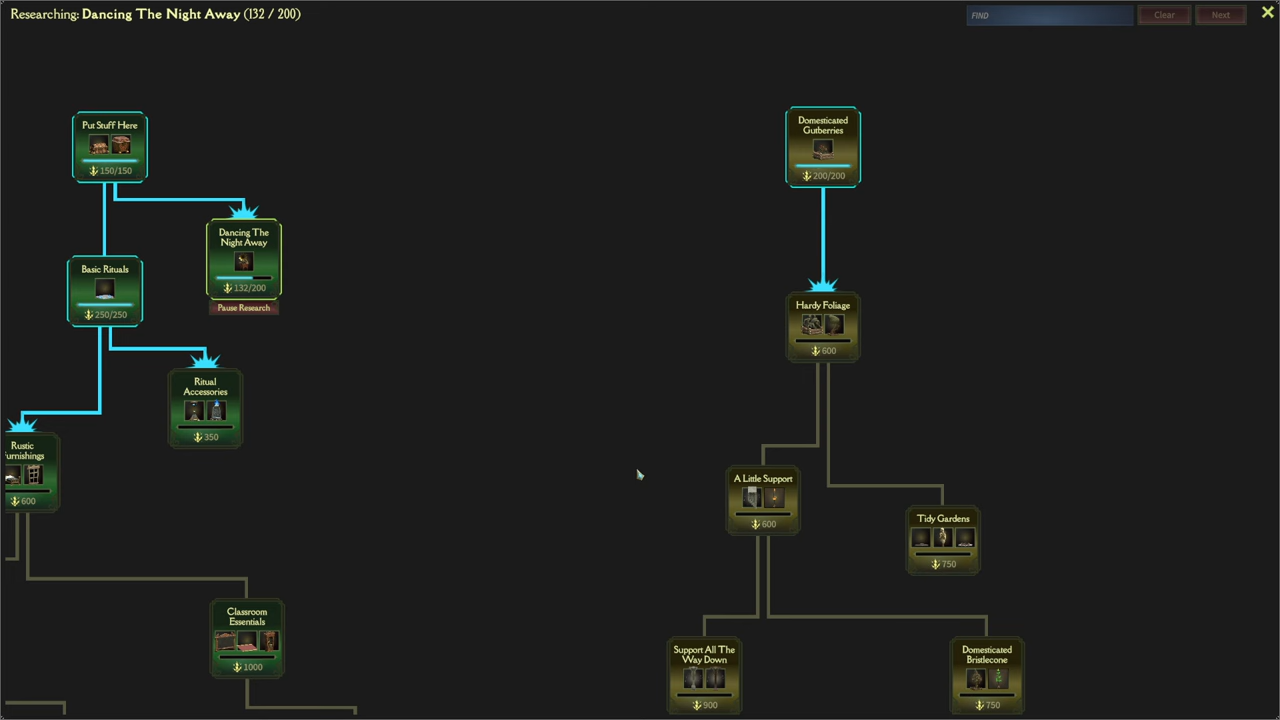 Researching: Dancing The Night Away (132 / 200)
FIND
Clear
Next
Put Stuff Here
150/150
Domesticated
Gutberries
200/200
Dancing The
Night Away
132/200
Pause Research
Basic Rituals
250/250
Hardy Foliage
600
Ritual
Accessories
350
Rustic
urnishings
600
A Little Support
600
Tidy Gardens
750
Classroom
Essentials
1000
Support All The
Way Down
900
Domesticated
Bristlecone
750